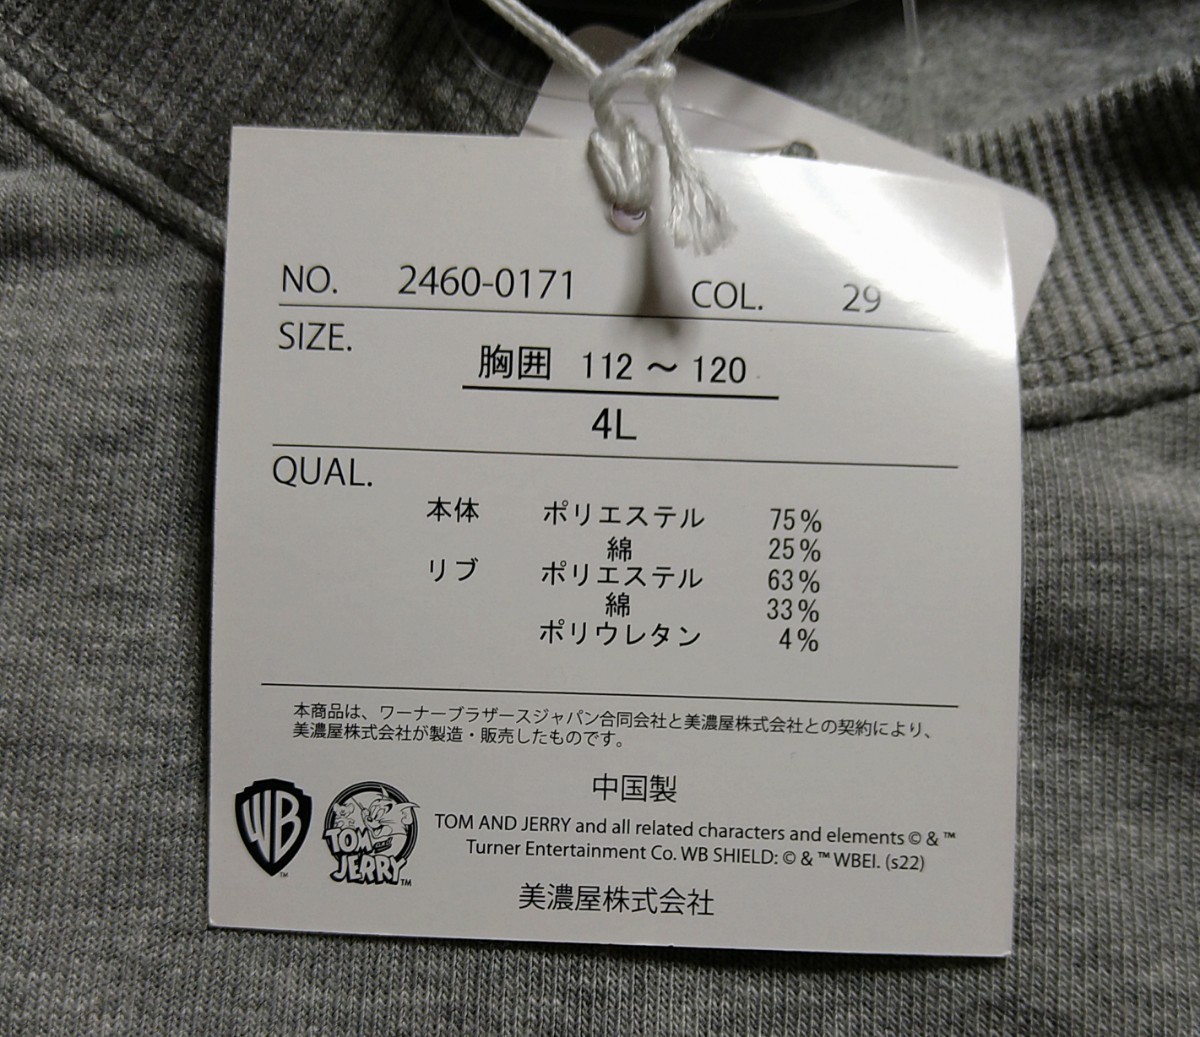 NO. 2460-0171 COL. 29
SIZE.
胸囲 112 ～ 120
4L
QUAL.
本体 ポリエステル 75%
綿 25%
リブ ポリエステル 63%
綿 33%
ポリウレタン 4%
本商品は、ワーナーブラザースジャパン合同会社と美濃屋株式会社との契約により、
美濃屋株式会社が製造・販売したものです。
中国製
WB™
TOM AND JERRY™
TOM AND JERRY and all related characters and elements © & ™
Turner Entertainment Co. WB SHIELD: © & ™ WBEI. (s22)
美濃屋株式会社